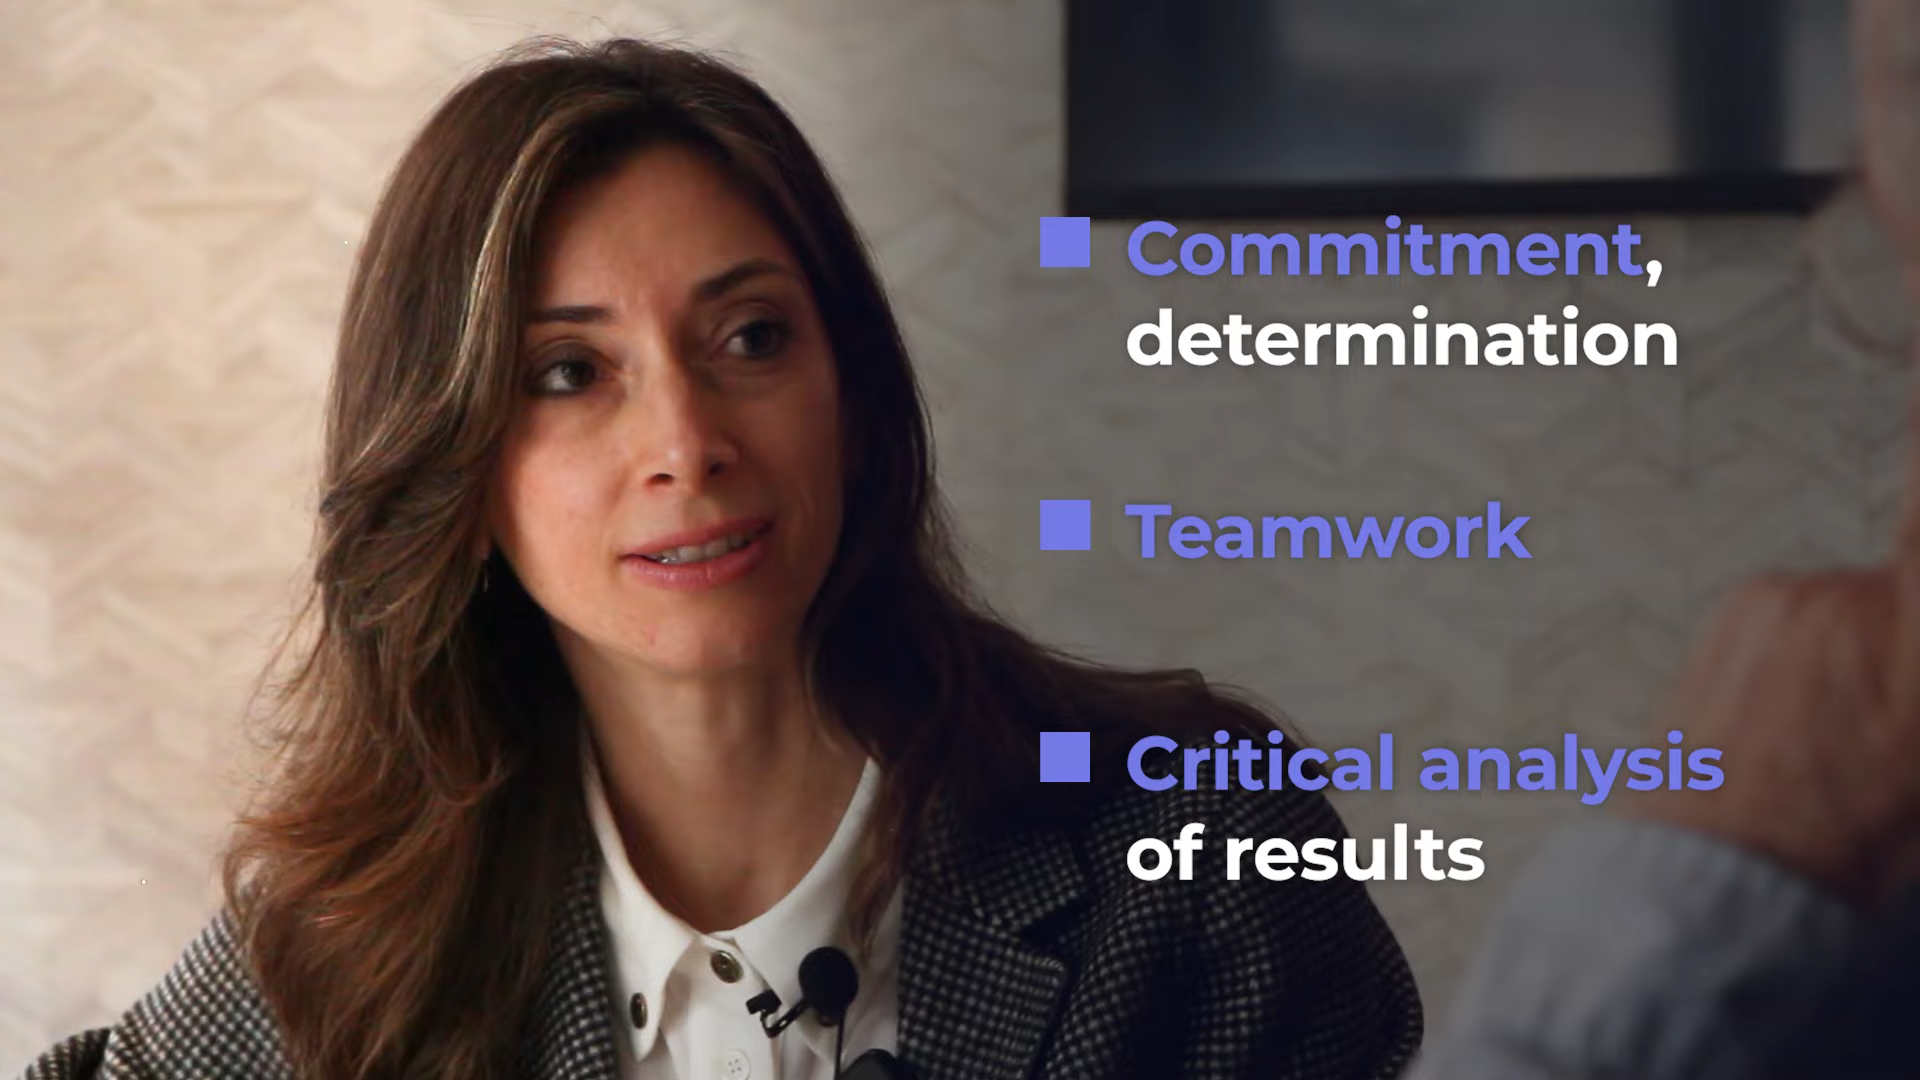 Commitment,
determination
Teamwork
Critical analysis
of results